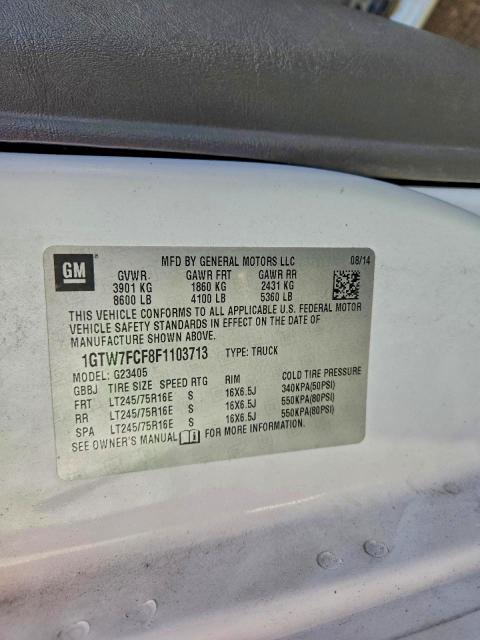 GM
MFD BY GENERAL MOTORS LLC 08/14
GVWR GAWR FRT GAWR RR
3901 KG 1860 KG 2431 KG
8600 LB 4100 LB 5360 LB
THIS VEHICLE CONFORMS TO ALL APPLICABLE U.S. FEDERAL MOTOR
VEHICLE SAFETY STANDARDS IN EFFECT ON THE DATE OF
MANUFACTURE SHOWN ABOVE.
1GTW7FCF8F1103713 TYPE: TRUCK
MODEL: G23405
GBBJ TIRE SIZE SPEED RTG RIM COLD TIRE PRESSURE
FRT LT245/75R16E S 16X6.5J 340KPA(50PSI)
RR LT245/75R16E S 16X6.5J 550KPA(80PSI)
SPA LT245/75R16E S 16X6.5J 550KPA(80PSI)
SEE OWNER'S MANUAL FOR MORE INFORMATION.